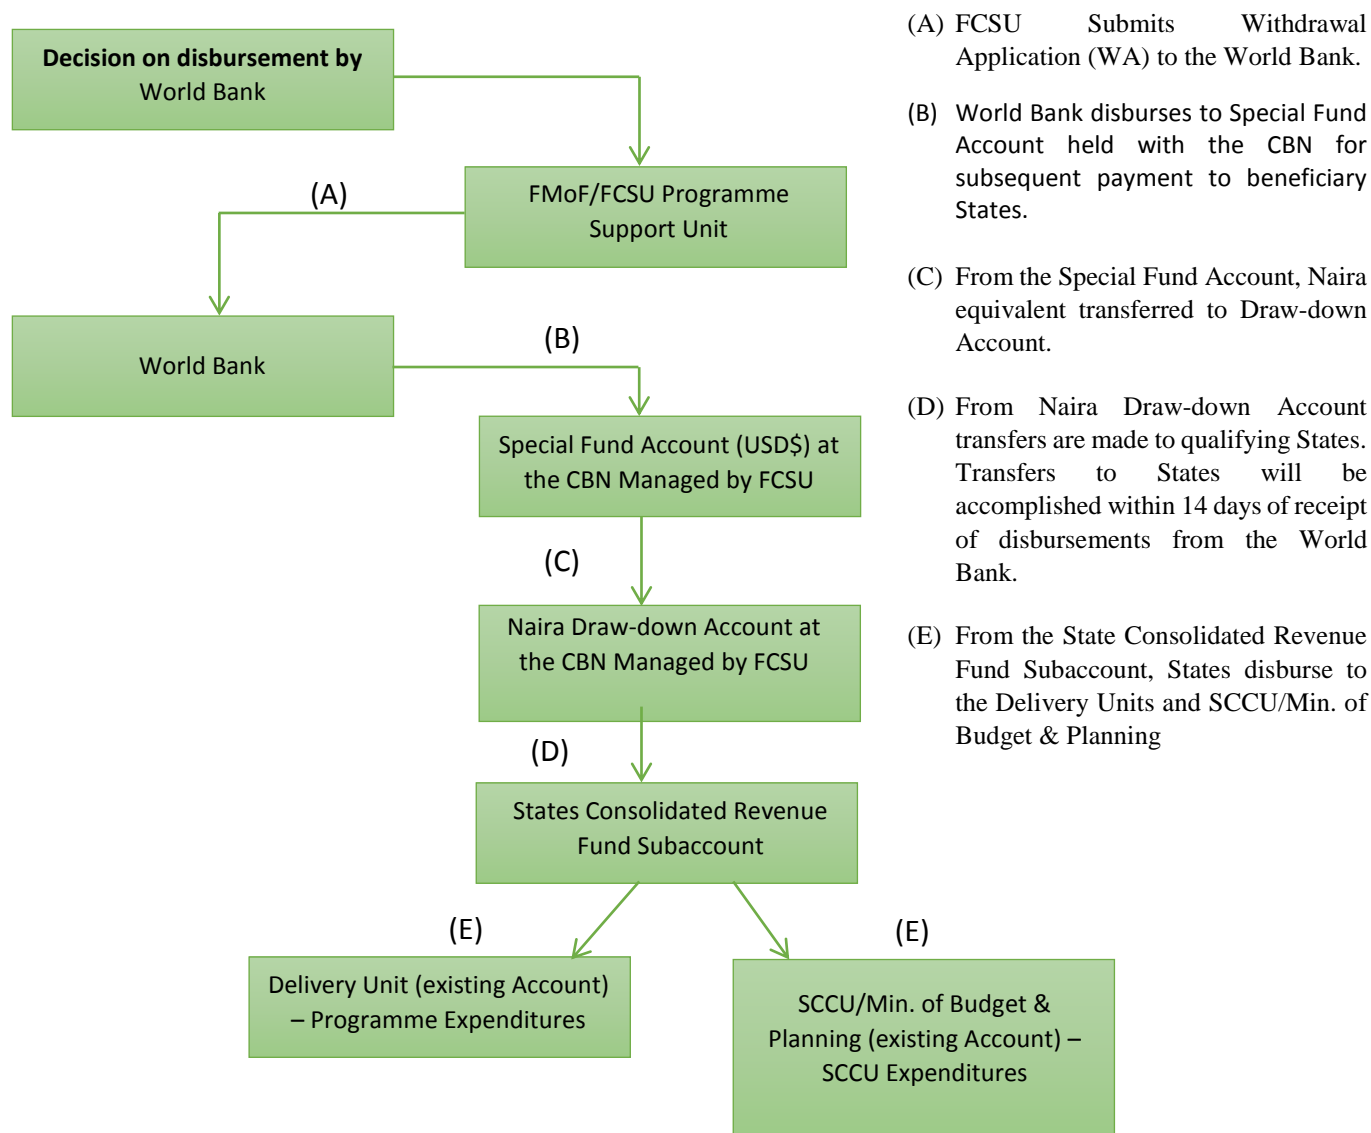 Decision on disbursement by
World Bank
(A)
FMoF/FCSU Programme
Support Unit
World Bank
(B)
Special Fund Account (USD$) at
the CBN Managed by FCSU
(C)
Naira Draw-down Account at
the CBN Managed by FCSU
(D)
States Consolidated Revenue
Fund Subaccount
(E)
(E)
Delivery Unit (existing Account)
– Programme Expenditures
SCCU/Min. of Budget &
Planning (existing Account) –
SCCU Expenditures
(A) FCSU Submits Withdrawal
Application (WA) to the World Bank.
(B) World Bank disburses to Special Fund
Account held with the CBN for
subsequent payment to beneficiary
States.
(C) From the Special Fund Account, Naira
equivalent transferred to Draw-down
Account.
(D) From Naira Draw-down Account
transfers are made to qualifying States.
Transfers to States will be
accomplished within 14 days of receipt
of disbursements from the World
Bank.
(E) From the State Consolidated Revenue
Fund Subaccount, States disburse to
the Delivery Units and SCCU/Min. of
Budget & Planning